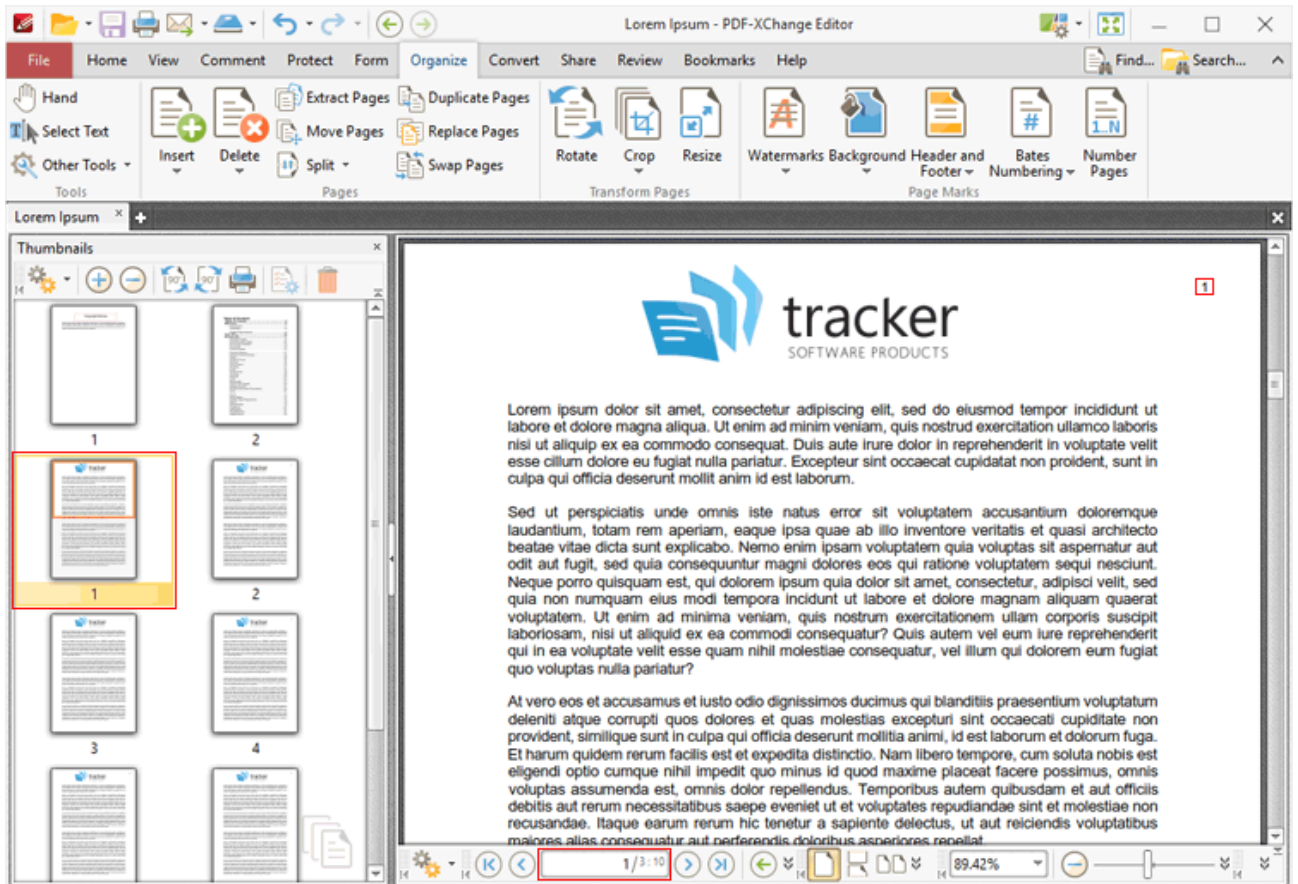 Lorem Ipsum - PDF-XChange Editor
File Home View Comment Protect Form Organize Convert Share Review Bookmarks Help Find... Search...
Hand
Select Text
Other Tools
Tools
Insert
Delete
Extract Pages
Move Pages
Split
Duplicate Pages
Replace Pages
Swap Pages
Pages
Rotate
Crop
Resize
Transform Pages
Watermarks
Background
Header and
Footer
Bates
Numbering
1..N
Number
Pages
Page Marks
Lorem Ipsum
Thumbnails
90° 90°
1 2
1 2
3 4
1
tracker
SOFTWARE PRODUCTS
Lorem ipsum dolor sit amet, consectetur adipiscing elit, sed do eiusmod tempor incididunt ut
labore et dolore magna aliqua. Ut enim ad minim veniam, quis nostrud exercitation ullamco laboris
nisi ut aliquip ex ea commodo consequat. Duis aute irure dolor in reprehenderit in voluptate velit
esse cillum dolore eu fugiat nulla pariatur. Excepteur sint occaecat cupidatat non proident, sunt in
culpa qui officia deserunt mollit anim id est laborum.
Sed ut perspiciatis unde omnis iste natus error sit voluptatem accusantium doloremque
laudantium, totam rem aperiam, eaque ipsa quae ab illo inventore veritatis et quasi architecto
beatae vitae dicta sunt explicabo. Nemo enim ipsam voluptatem quia voluptas sit aspernatur aut
odit aut fugit, sed quia consequuntur magni dolores eos qui ratione voluptatem sequi nesciunt.
Neque porro quisquam est, qui dolorem ipsum quia dolor sit amet, consectetur, adipisci velit, sed
quia non numquam eius modi tempora incidunt ut labore et dolore magnam aliquam quaerat
voluptatem. Ut enim ad minima veniam, quis nostrum exercitationem ullam corporis suscipit
laboriosam, nisi ut aliquid ex ea commodi consequatur? Quis autem vel eum iure reprehenderit
qui in ea voluptate velit esse quam nihil molestiae consequatur, vel illum qui dolorem eum fugiat
quo voluptas nulla pariatur?
At vero eos et accusamus et iusto odio dignissimos ducimus qui blanditiis praesentium voluptatum
deleniti atque corrupti quos dolores et quas molestias excepturi sint occaecati cupiditate non
provident, similique sunt in culpa qui officia deserunt mollitia animi, id est laborum et dolorum fuga.
Et harum quidem rerum facilis est et expedita distinctio. Nam libero tempore, cum soluta nobis est
eligendi optio cumque nihil impedit quo minus id quod maxime placeat facere possimus, omnis
voluptas assumenda est, omnis dolor repellendus. Temporibus autem quibusdam et aut officiis
debitis aut rerum necessitatibus saepe eveniet ut et voluptates repudiandae sint et molestiae non
recusandae. Itaque earum rerum hic tenetur a sapiente delectus, ut aut reiciendis voluptatibus
maiores alias consequatur aut perferendis doloribus asperiores repellat.
1/3 : 10
89.42%